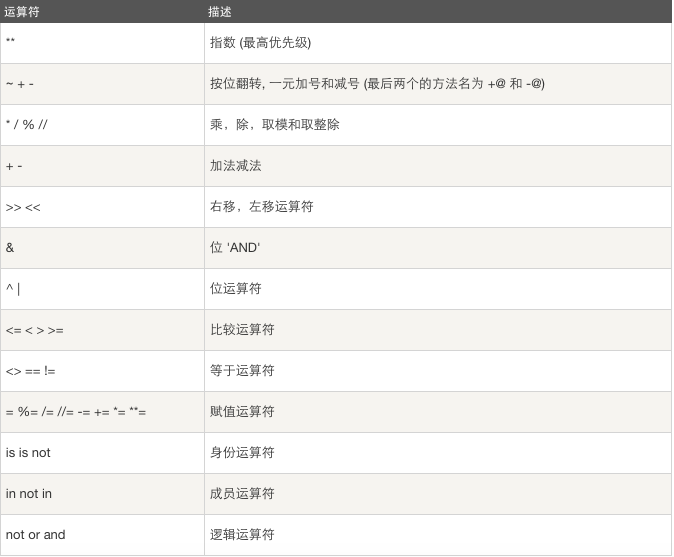 运算符 描述
** 指数 (最高优先级)
~ + - 按位翻转, 一元加号和减号 (最后两个的方法名为 +@ 和 -@)
* / % // 乘，除，取模和取整除
+ - 加法减法
>> << 右移，左移运算符
& 位 'AND'
^ | 位运算符
<= < > >= 比较运算符
<> == != 等于运算符
= %= /= //= -= += *= **= 赋值运算符
is is not 身份运算符
in not in 成员运算符
not or and 逻辑运算符